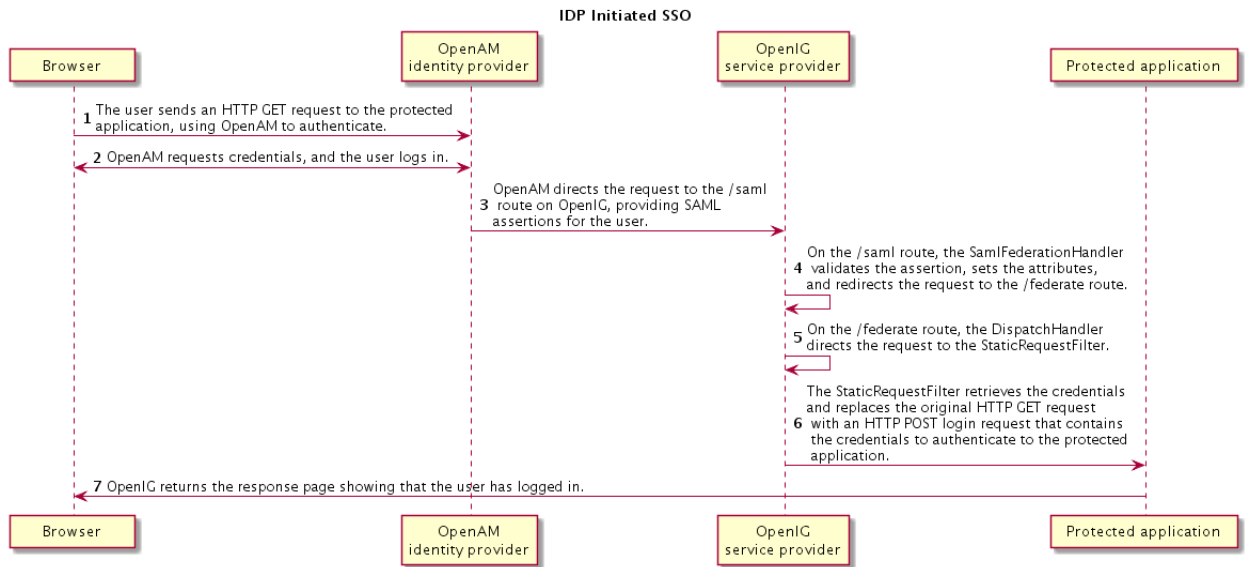 IDP Initiated SSO
Browser
OpenAM
identity provider
OpenIG
service provider
Protected application
1 The user sends an HTTP GET request to the protected
application, using OpenAM to authenticate.
2 OpenAM requests credentials, and the user logs in.
OpenAM directs the request to the /saml
3 route on OpenIG, providing SAML
assertions for the user.
On the /saml route, the SamlFederationHandler
4 validates the assertion, sets the attributes,
and redirects the request to the /federate route.
5 On the /federate route, the DispatchHandler
directs the request to the StaticRequestFilter.
The StaticRequestFilter retrieves the credentials
and replaces the original HTTP GET request
6 with an HTTP POST login request that contains
the credentials to authenticate to the protected
application.
7 OpenIG returns the response page showing that the user has logged in.
Browser
OpenAM
identity provider
OpenIG
service provider
Protected application